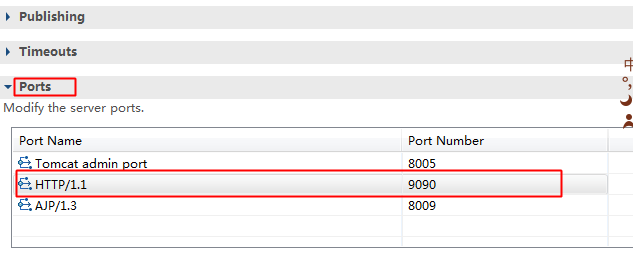 Publishing
Timeouts
Ports
Modify the server ports.
Port Name Port Number
Tomcat admin port 8005
HTTP/1.1 9090
AJP/1.3 8009